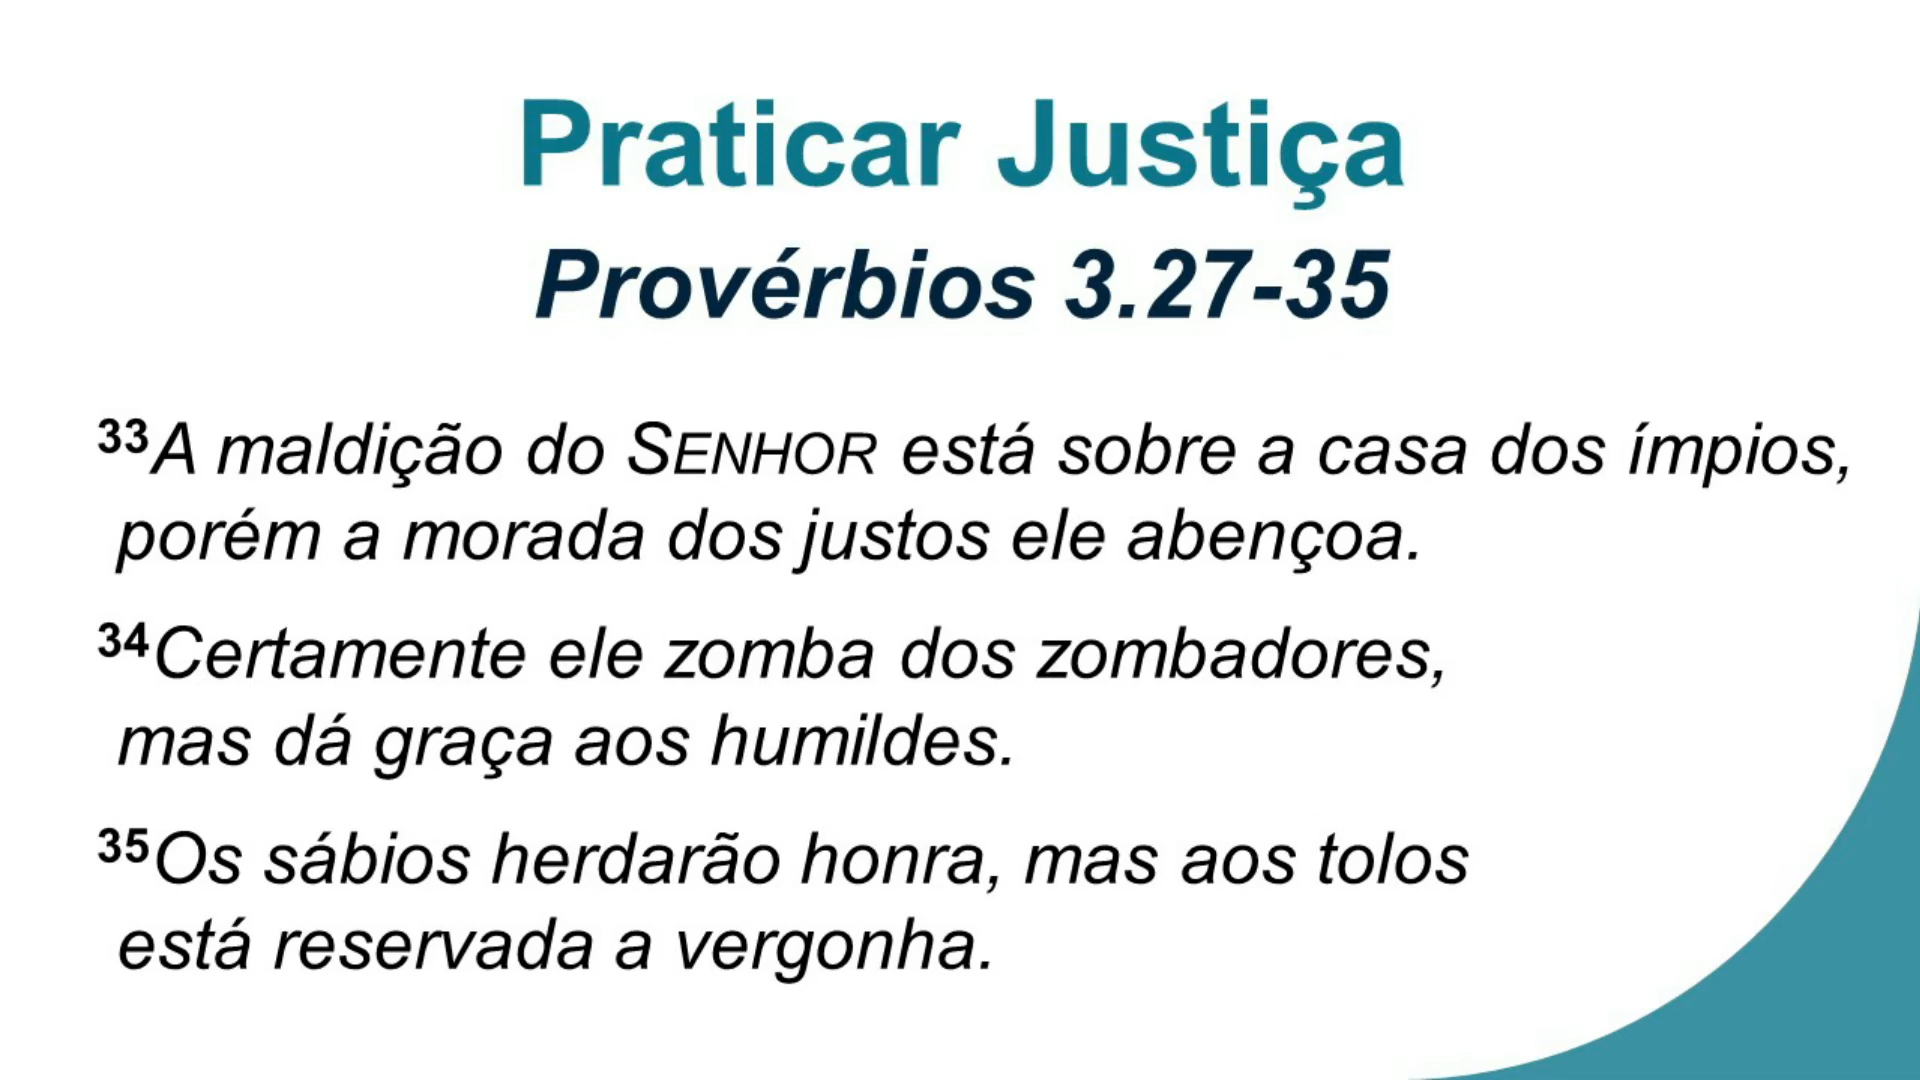 Praticar Justiça
Provérbios 3.27-35
33A maldição do SENHOR está sobre a casa dos ímpios,
porém a morada dos justos ele abençoa.
34Certamente ele zomba dos zombadores,
mas dá graça aos humildes.
35Os sábios herdarão honra, mas aos tolos
está reservada a vergonha.